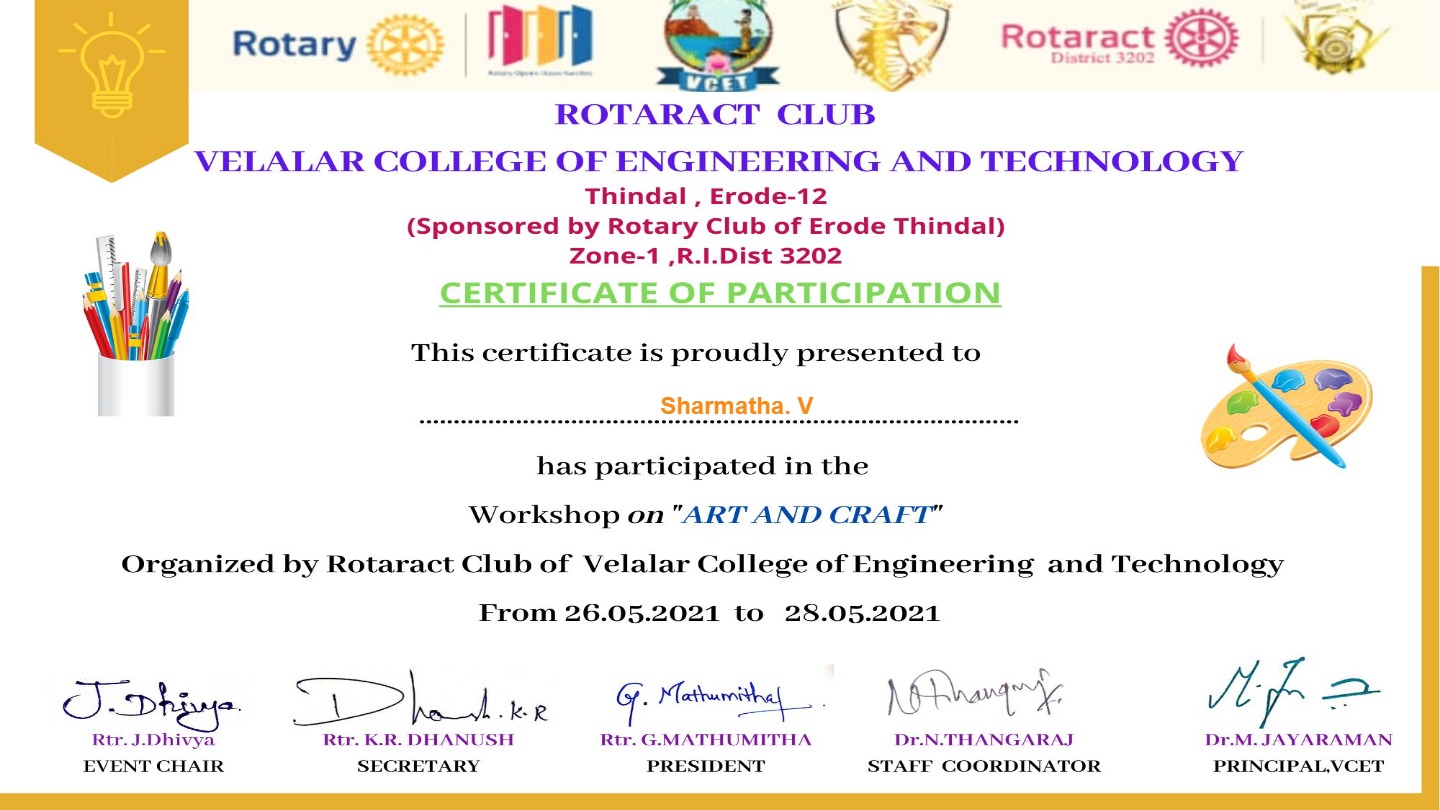 Rotary
Rotaract
District 3202
VCET
ROTARACT CLUB
VELALAR COLLEGE OF ENGINEERING AND TECHNOLOGY
Thindal , Erode-12
(Sponsored by Rotary Club of Erode Thindal)
Zone-1 ,R.I.Dist 3202
CERTIFICATE OF PARTICIPATION
This certificate is proudly presented to
Sharmatha. V
has participated in the
Workshop on "ART AND CRAFT"
Organized by Rotaract Club of Velalar College of Engineering and Technology
From 26.05.2021 to 28.05.2021
J. Dhivya. Dhanush.K.R G. Mathumitha
Rtr. J.Dhivya Rtr. K.R. DHANUSH Rtr. G.MATHUMITHA Dr.N.THANGARAJ Dr.M. JAYARAMAN
EVENT CHAIR SECRETARY PRESIDENT STAFF COORDINATOR PRINCIPAL,VCET